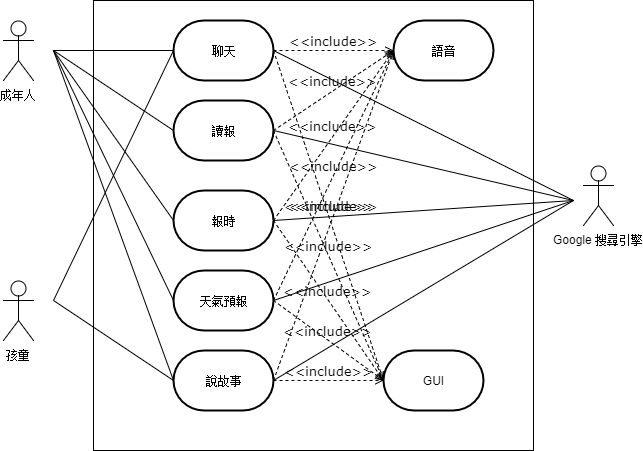 <<include>>
聊天
語音
<<include>>
成年人
<<include>>
讀報
<<include>>
<<include>>
<<include>>
報時
Google 搜尋引擎
<<include>>
<<include>>
天氣預報
<<include>>
孩童
<<include>>
說故事
GUI